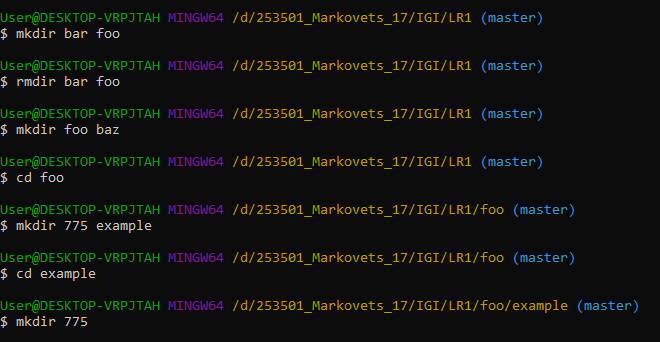 User@DESKTOP-VRPJTAH MINGW64 /d/253501_Markovets_17/IGI/LR1 (master)
$ mkdir bar foo
User@DESKTOP-VRPJTAH MINGW64 /d/253501_Markovets_17/IGI/LR1 (master)
$ rmdir bar foo
User@DESKTOP-VRPJTAH MINGW64 /d/253501_Markovets_17/IGI/LR1 (master)
$ mkdir foo baz
User@DESKTOP-VRPJTAH MINGW64 /d/253501_Markovets_17/IGI/LR1 (master)
$ cd foo
User@DESKTOP-VRPJTAH MINGW64 /d/253501_Markovets_17/IGI/LR1/foo (master)
$ mkdir 775 example
User@DESKTOP-VRPJTAH MINGW64 /d/253501_Markovets_17/IGI/LR1/foo (master)
$ cd example
User@DESKTOP-VRPJTAH MINGW64 /d/253501_Markovets_17/IGI/LR1/foo/example (master)
$ mkdir 775